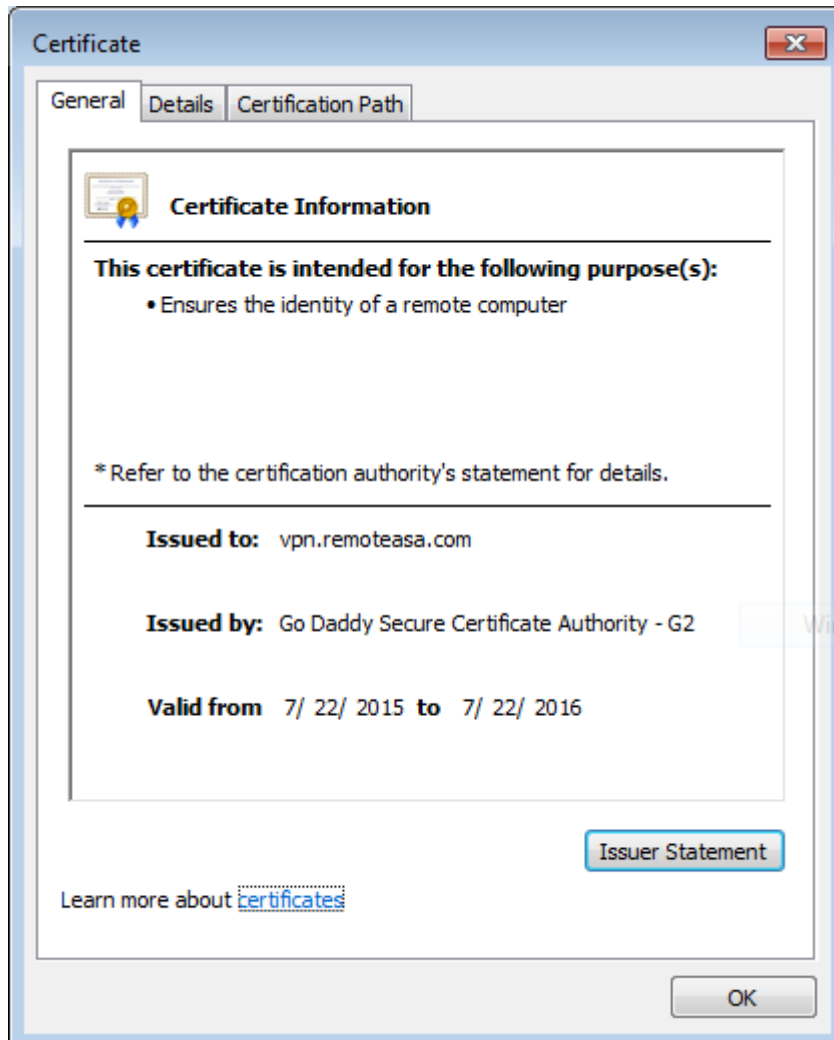 Certificate
General Details Certification Path
Certificate Information
This certificate is intended for the following purpose(s):
• Ensures the identity of a remote computer
* Refer to the certification authority's statement for details.
Issued to: vpn.remoteasa.com
Issued by: Go Daddy Secure Certificate Authority - G2
Valid from 7/ 22/ 2015 to 7/ 22/ 2016
Issuer Statement
Learn more about certificates
OK